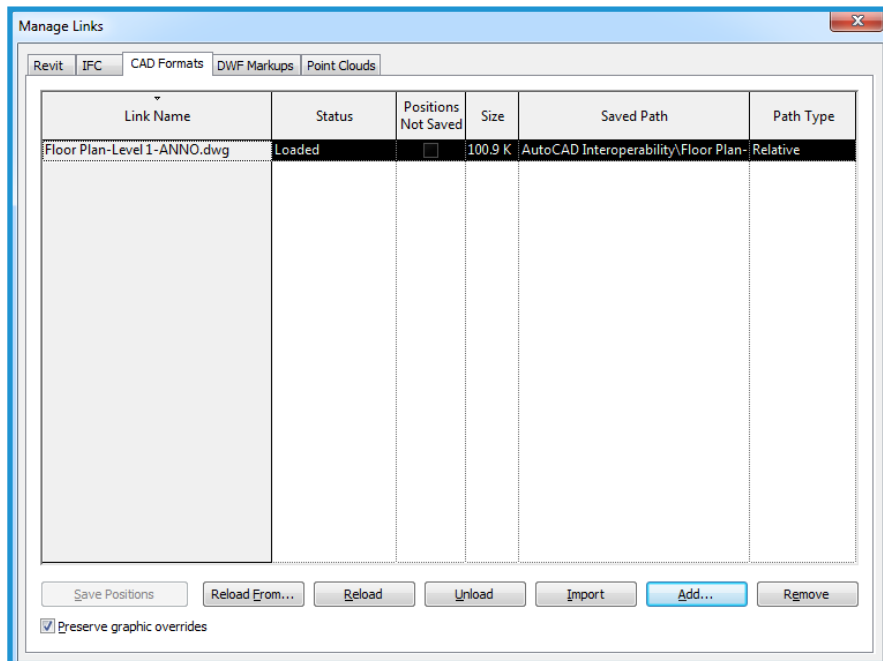 Manage Links
Revit IFC CAD Formats DWF Markups Point Clouds
Link Name Status Positions Not Saved Size Saved Path Path Type
Floor Plan-Level 1-ANNO.dwg Loaded 100.9 K AutoCAD Interoperability\Floor Plan- Relative
Save Positions Reload From... Reload Unload Import Add... Remove
Preserve graphic overrides